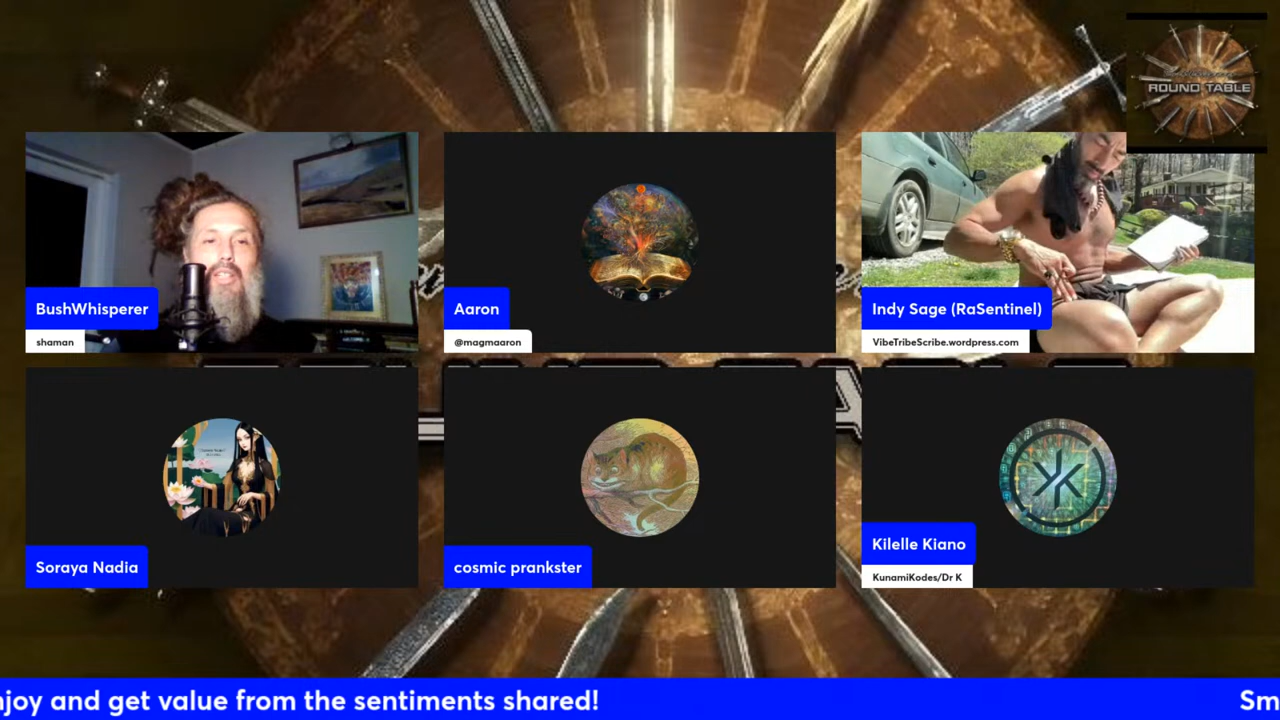 ROUND TABLE
BushWhisperer
shaman
Aaron
@magmaaron
Indy Sage (RaSentinel)
VibeTribeScribe.wordpress.com
Soraya Nadia
cosmic prankster
Kilelle Kiano
KunamiKodes/Dr K
njoy and get value from the sentiments shared!
Sm